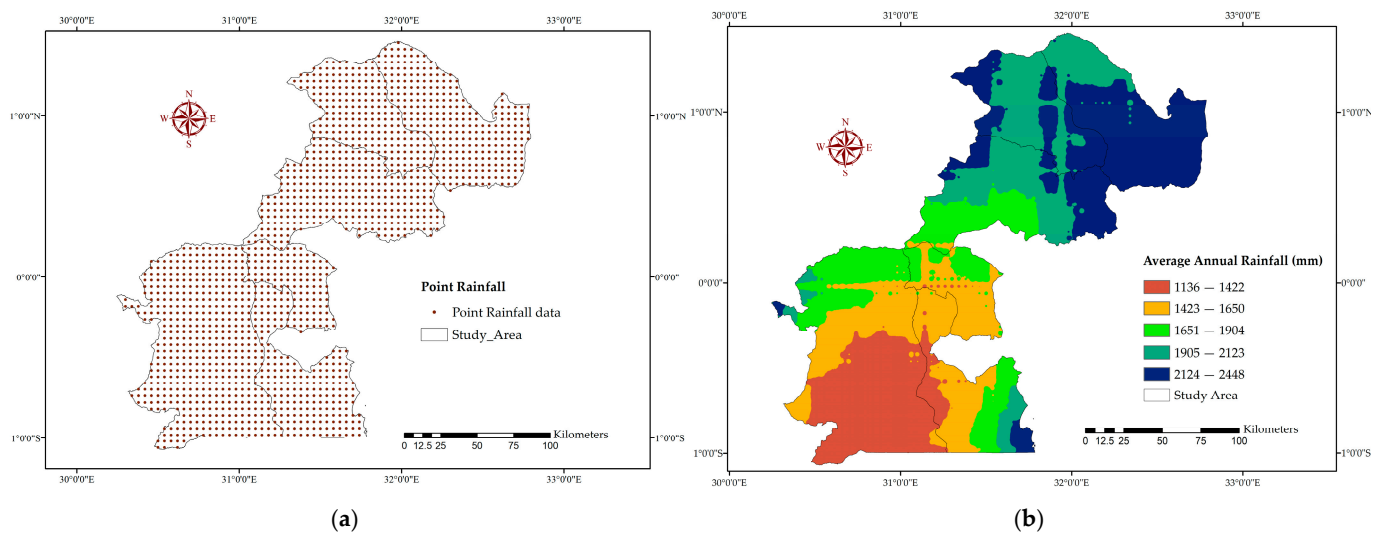 30°0'0"E 31°0'0"E 32°0'0"E 33°0'0"E
N
W E
S
1°0'0"N 1°0'0"N
0°0'0" 0°0'0"
1°0'0"S 1°0'0"S
Point Rainfall
Point Rainfall data
Study_Area
Kilometers
0 12.5 25 50 75 100
30°0'0"E 31°0'0"E 32°0'0"E 33°0'0"E
(a)
30°0'0"E 31°0'0"E 32°0'0"E 33°0'0"E
N
W E
S
1°0'0"N 1°0'0"N
0°0'0" 0°0'0"
1°0'0"S 1°0'0"S
Average Annual Rainfall (mm)
1136 — 1422
1423 — 1650
1651 — 1904
1905 — 2123
2124 — 2448
Study Area
Kilometers
0 12.5 25 50 75 100
30°0'0"E 31°0'0"E 32°0'0"E 33°0'0"E
(b)